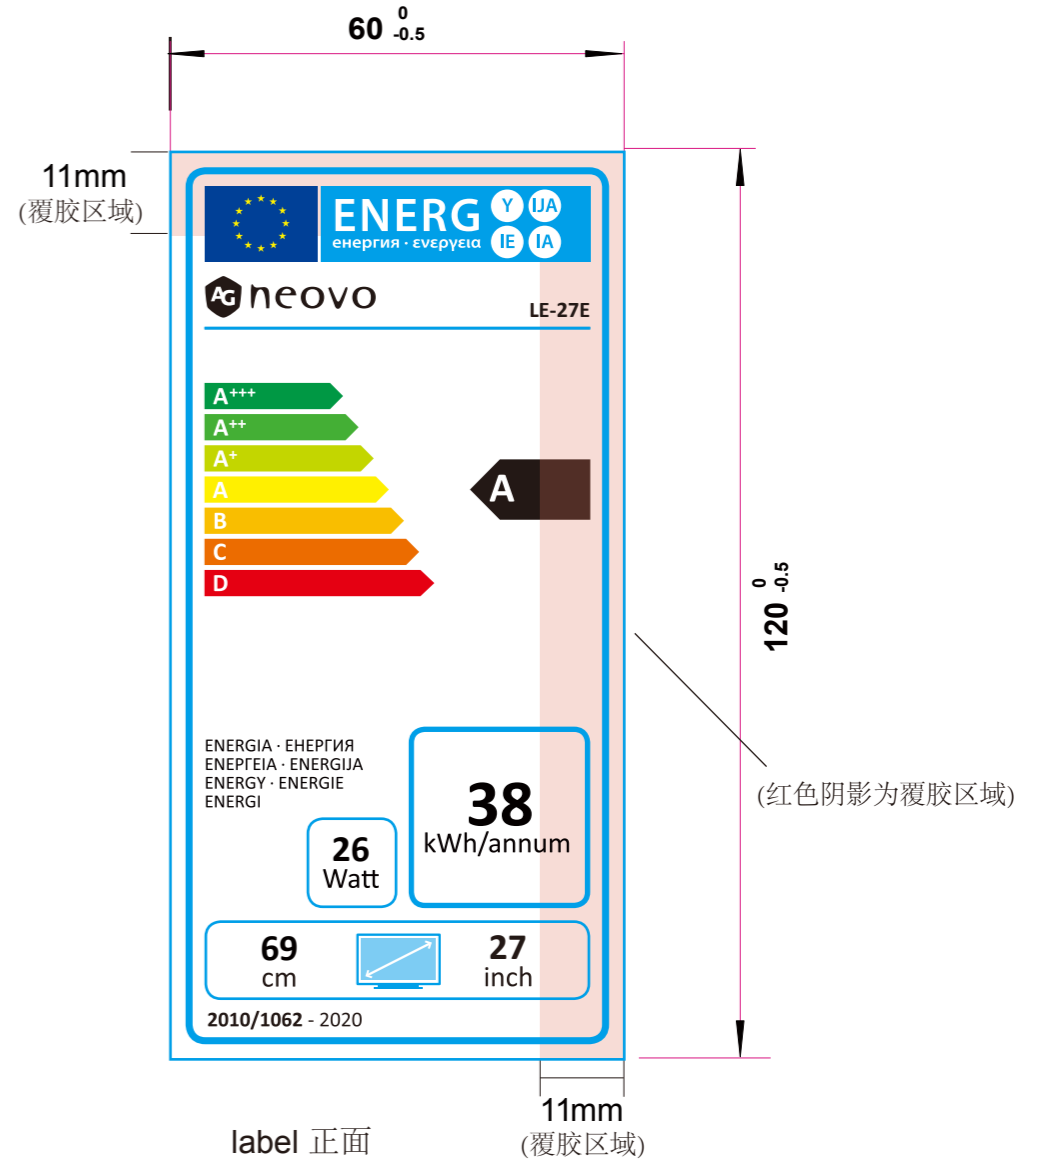 60 0 -0.5
11mm
(覆胶区域)
ENERG Y IJA
енергия · ενεργεια IE IA
AG neovo
LE-27E
A+++
A++
A+
A
A
B
C
D
120 0 -0.5
(红色阴影为覆胶区域)
ENERGIA · ЕНЕРГИЯ
ΕΝΕΡΓΕΙΑ · ENERGIJA
ENERGY · ENERGIE
ENERGI
38
kWh/annum
26
Watt
69
cm
27
inch
2010/1062 - 2020
11mm
(覆胶区域)
label 正面